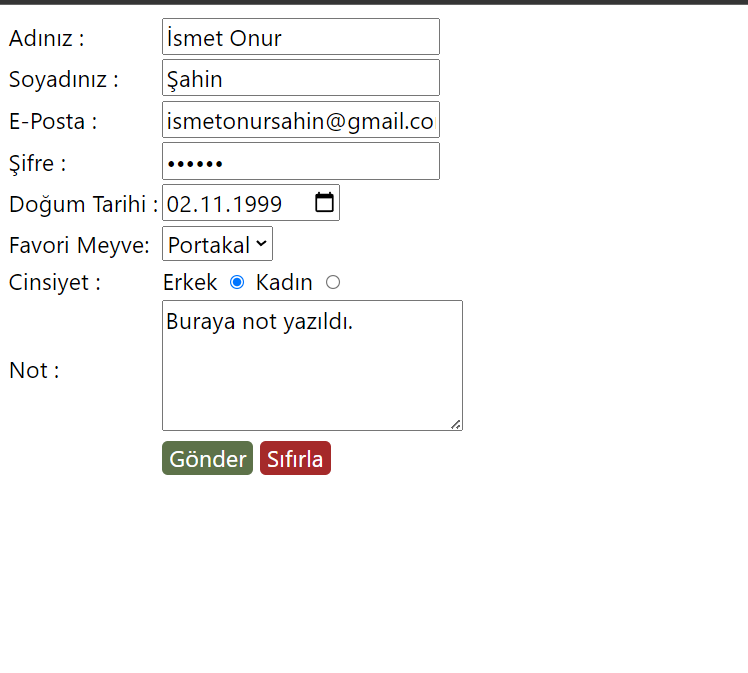 Adınız : İsmet Onur
Soyadınız : Şahin
E-Posta : ismetonursahin@gmail.co
Şifre : ••••••
Doğum Tarihi : 02.11.1999
Favori Meyve: Portakal
Cinsiyet : Erkek Kadın
Buraya not yazıldı.
Not :
Gönder Sıfırla